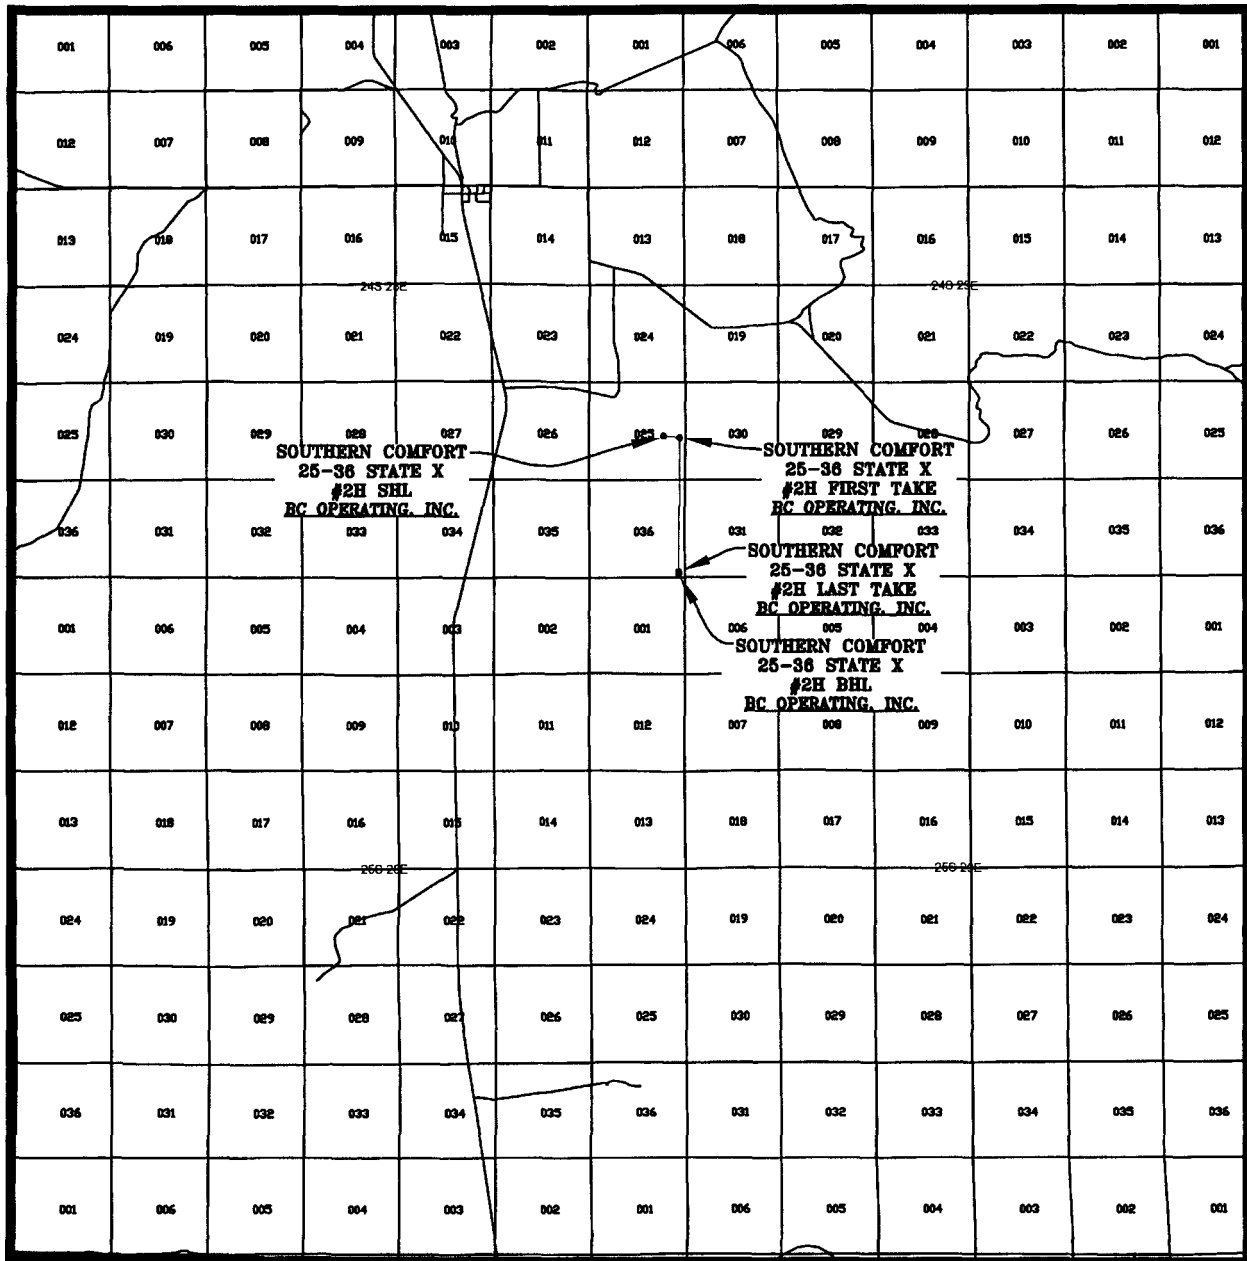 001 006 005 004 003 002 001 006 005 004 003 002 001
012 007 008 009 010 011 012 007 008 009 010 011 012
013 018 017 016 015 014 013 018 017 016 015 014 013
024 019 020 021 022 023 024 019 020 021 022 023 024
025 030 029 028 027 026 025 030 029 028 027 026 025
SOUTHERN COMFORT
25-36 STATE X
#2H SHL
BC OPERATING, INC.
SOUTHERN COMFORT
25-36 STATE X
#2H FIRST TAKE
BC OPERATING, INC.
036 031 032 033 034 035 036 031 032 033 034 035 036
SOUTHERN COMFORT
25-36 STATE X
#2H LAST TAKE
BC OPERATING, INC.
001 006 005 004 003 002 001 006 005 004 003 002 001
SOUTHERN COMFORT
25-36 STATE X
#2H BHL
BC OPERATING, INC.
012 007 008 009 010 011 012 007 008 009 010 011 012
013 018 017 016 015 014 013 018 017 016 015 014 013
024 019 020 021 022 023 024 019 020 021 022 023 024
025 030 029 028 027 026 025 030 029 028 027 026 025
036 031 032 033 034 035 036 031 032 033 034 035 036
001 006 005 004 003 002 001 006 005 004 003 002 001